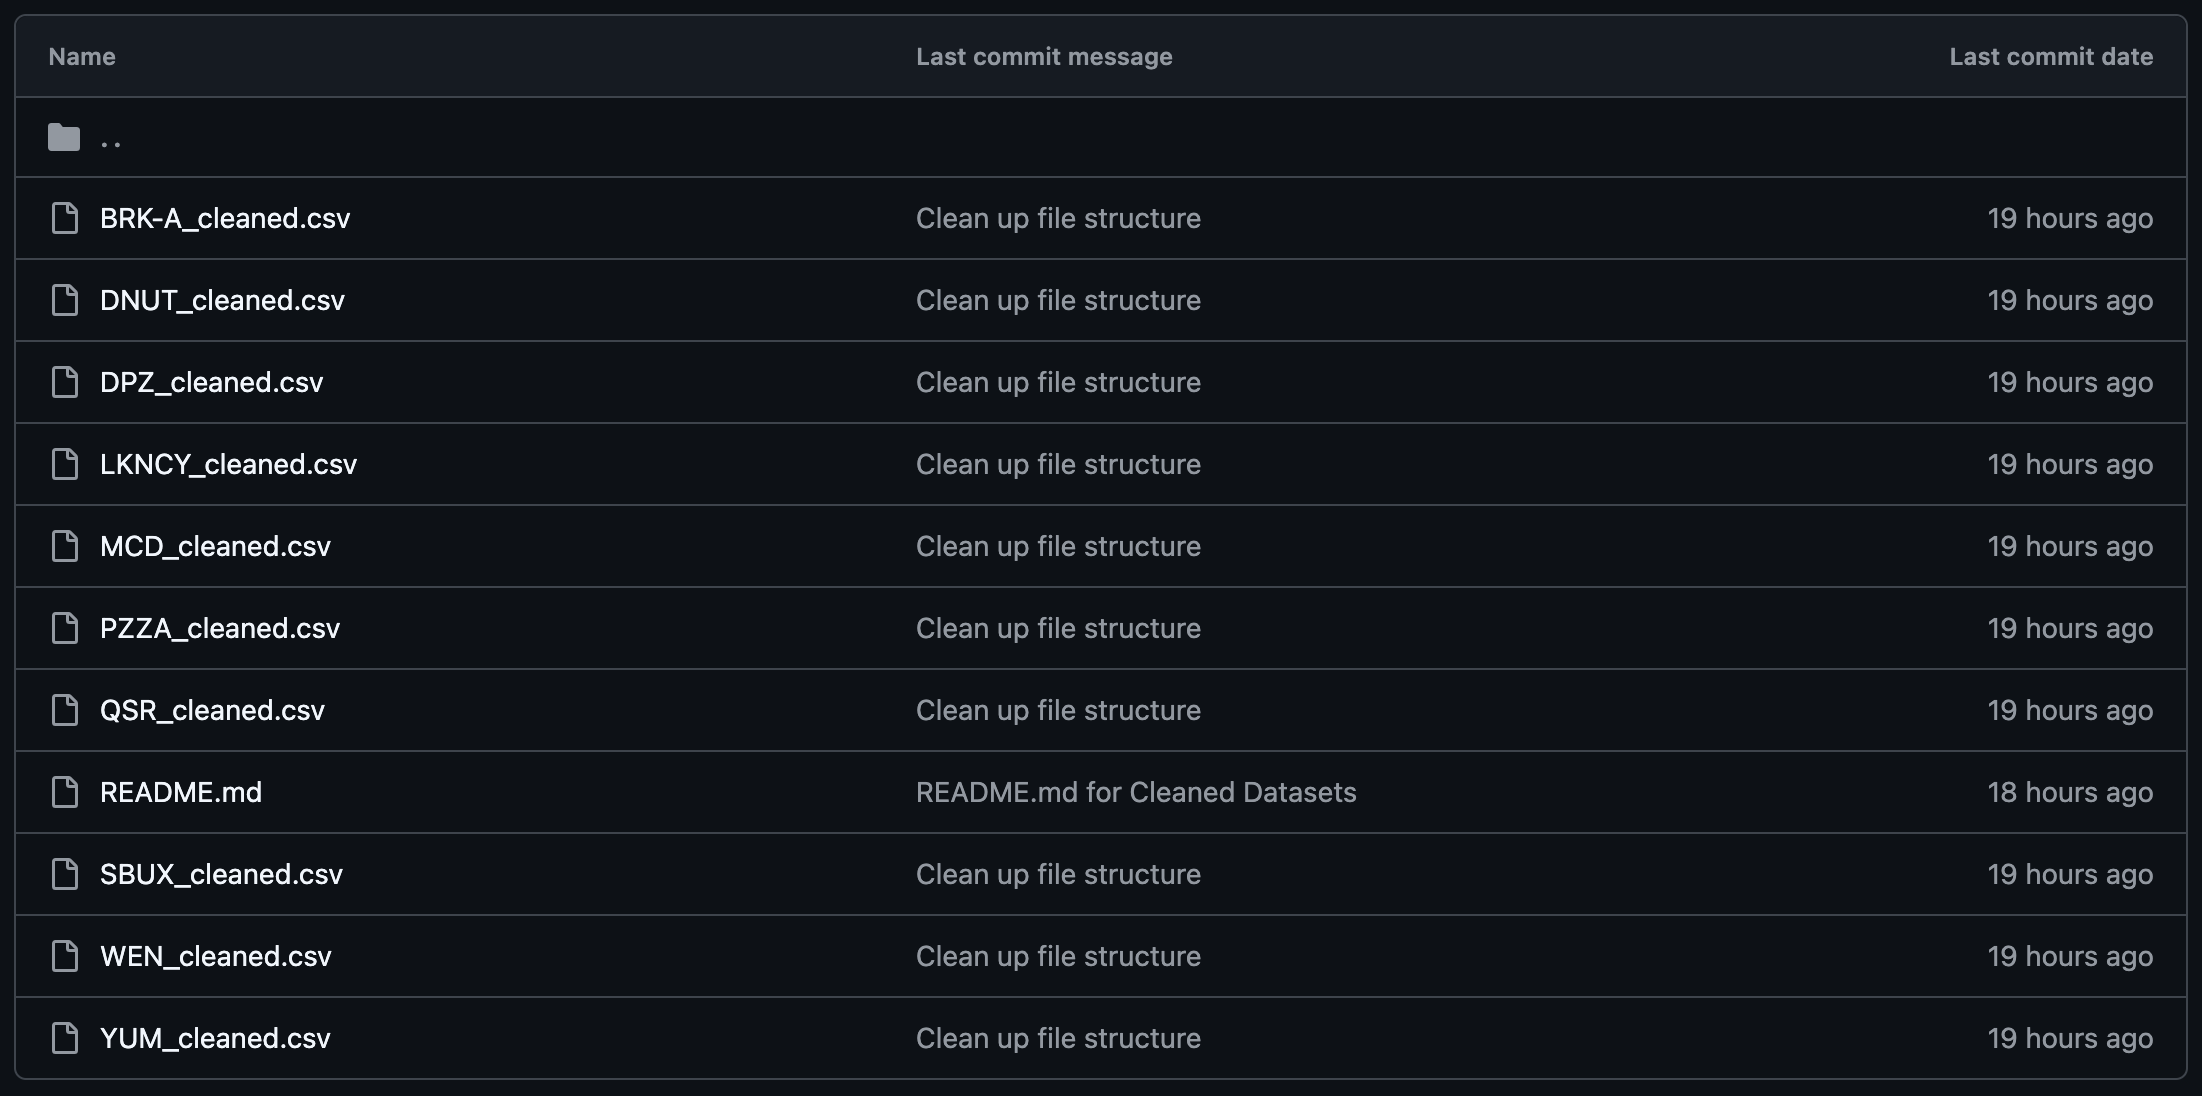 Name Last commit message Last commit date
..
BRK-A_cleaned.csv Clean up file structure 19 hours ago
DNUT_cleaned.csv Clean up file structure 19 hours ago
DPZ_cleaned.csv Clean up file structure 19 hours ago
LKNCY_cleaned.csv Clean up file structure 19 hours ago
MCD_cleaned.csv Clean up file structure 19 hours ago
PZZA_cleaned.csv Clean up file structure 19 hours ago
QSR_cleaned.csv Clean up file structure 19 hours ago
README.md README.md for Cleaned Datasets 18 hours ago
SBUX_cleaned.csv Clean up file structure 19 hours ago
WEN_cleaned.csv Clean up file structure 19 hours ago
YUM_cleaned.csv Clean up file structure 19 hours ago